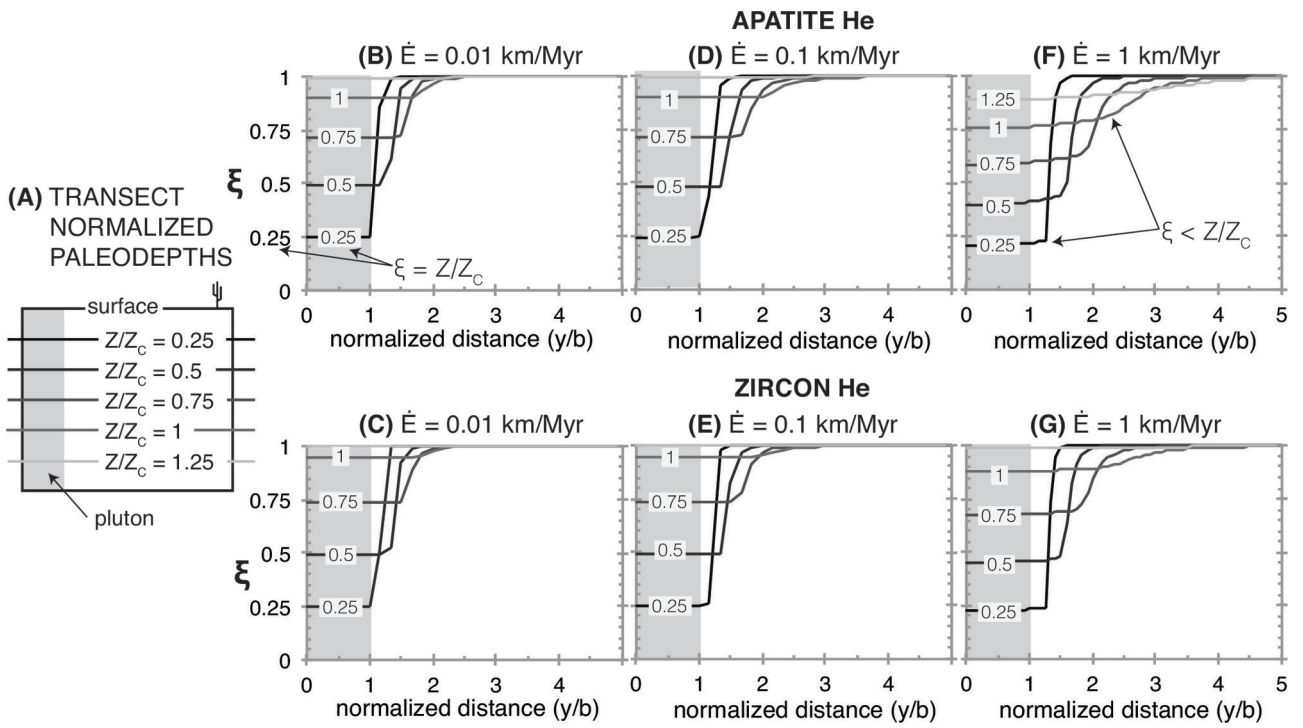 APATITE He
(B) Ė = 0.01 km/Myr
(D) Ė = 0.1 km/Myr
(F) Ė = 1 km/Myr
(A) TRANSECT
NORMALIZED
PALEODEPTHS
surface
Z/Z_C = 0.25
Z/Z_C = 0.5
Z/Z_C = 0.75
Z/Z_C = 1
Z/Z_C = 1.25
pluton
ξ
1
0.75
0.5
0.25
0
1
0.75
0.5
0.25
ξ = Z/Z_C
0 1 2 3 4
normalized distance (y/b)
1
0.75
0.5
0.25
0 1 2 3 4
normalized distance (y/b)
1.25
1
0.75
0.5
0.25
ξ < Z/Z_C
0 1 2 3 4 5
normalized distance (y/b)
ZIRCON He
(C) Ė = 0.01 km/Myr
(E) Ė = 0.1 km/Myr
(G) Ė = 1 km/Myr
ξ
1
0.75
0.5
0.25
0
1
0.75
0.5
0.25
0 1 2 3 4
normalized distance (y/b)
1
0.75
0.5
0.25
0 1 2 3 4
normalized distance (y/b)
1
0.75
0.5
0.25
0 1 2 3 4 5
normalized distance (y/b)